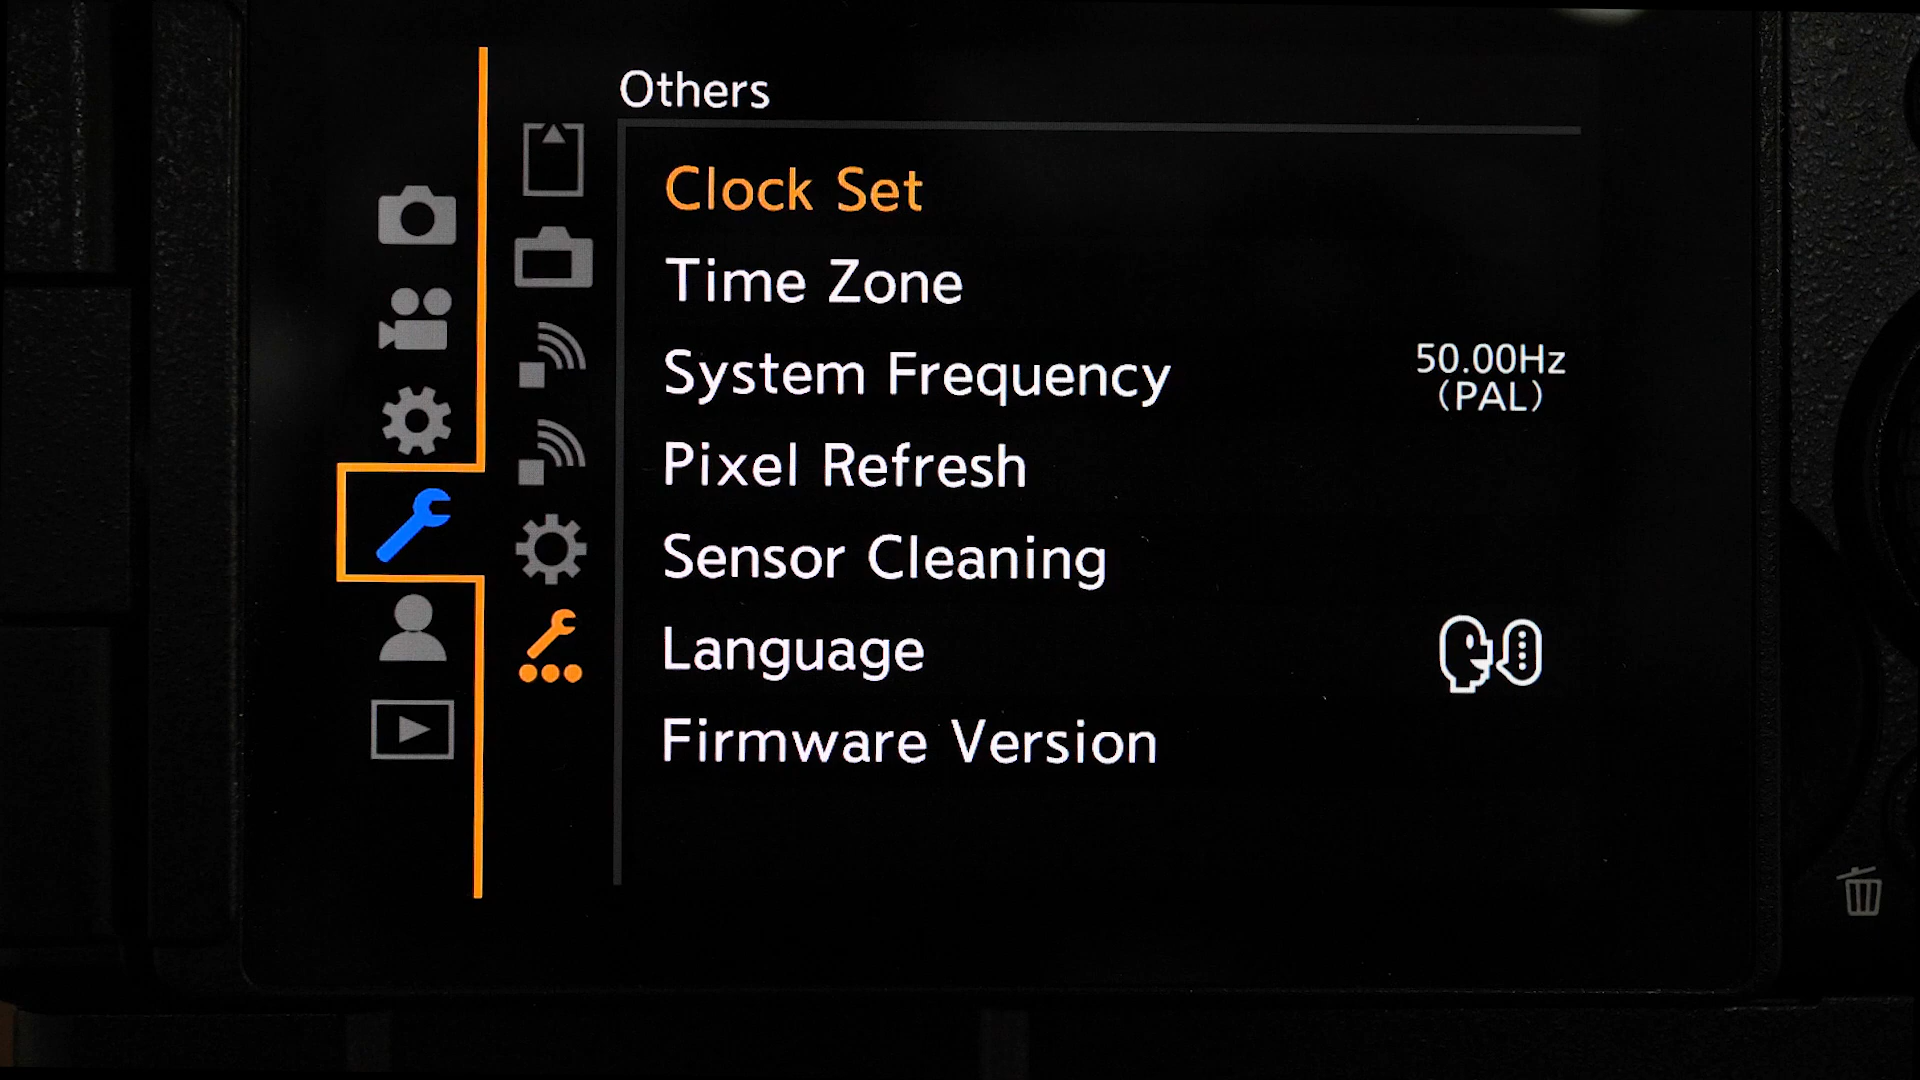 Others
Clock Set
Time Zone
System Frequency 50.00Hz
(PAL)
Pixel Refresh
Sensor Cleaning
Language
Firmware Version